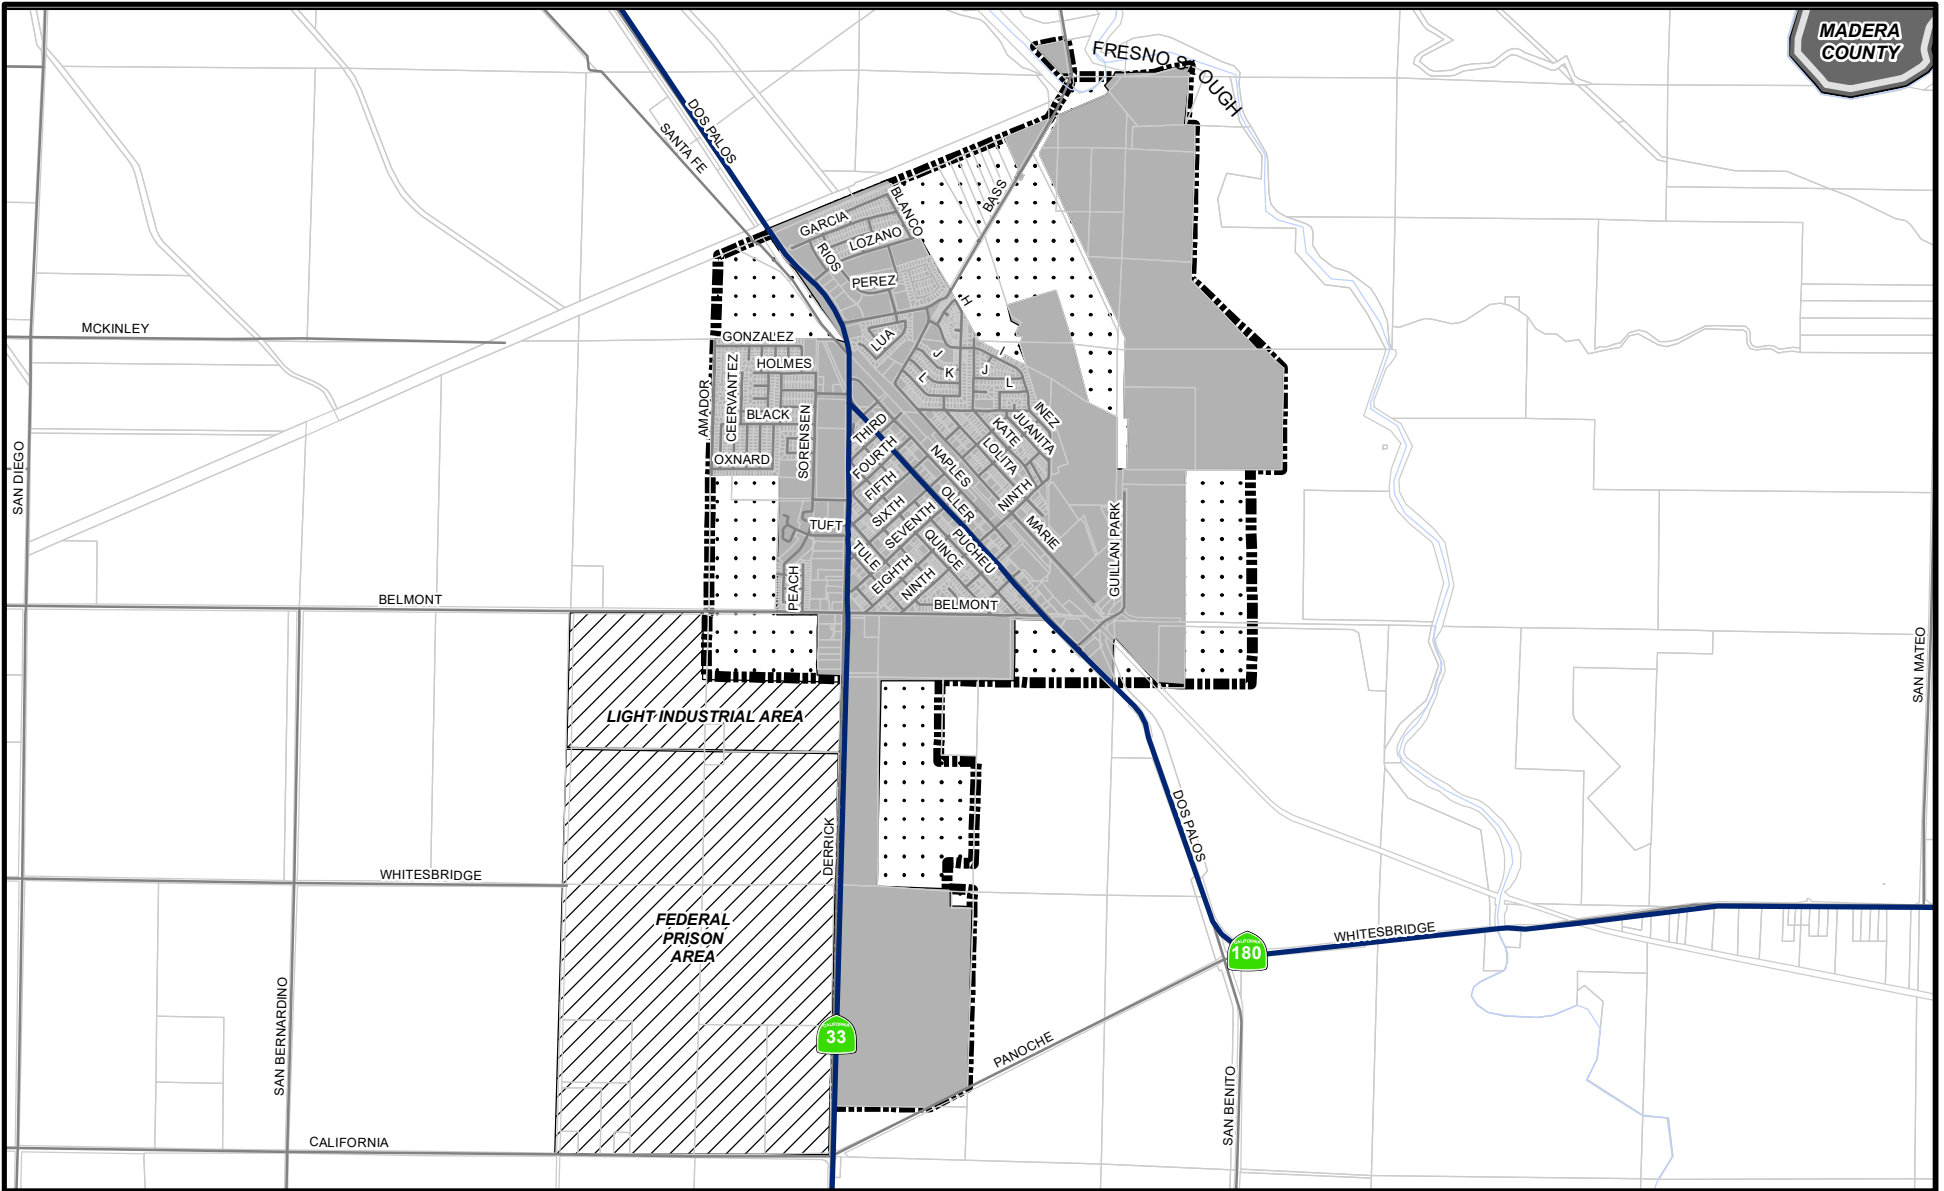 MADERA
COUNTY
FRESNO SLOUGH
DOS PALOS
SANTA FE
BASS
BLANCO
GARCIA
LOZANO
RIOS
PEREZ
H
MCKINLEY
GONZALEZ
LUA
I
J
HOLMES
CEERVANTEZ
K
J
L
L
AMADOR
BLACK
SORENSEN
INEZ
JUANITA
KATE
THIRD
SAN DIEGO
OXNARD
FOURTH
LOLITA
NAPLES
FIFTH
NINTH
OLLER
SIXTH
MARIE
TUFT
SEVENTH
QUINCE
PUCHEU
GUILLAN PARK
TULE
EIGHTH
NINTH
PEACH
BELMONT
BELMONT
SAN MATEO
LIGHT INDUSTRIAL AREA
DOS PALOS
DERRICK
WHITESBRIDGE
FEDERAL
PRISON
AREA
WHITESBRIDGE
CALIFORNIA
180
SAN BERNARDINO
CALIFORNIA
33
PANOCHE
SAN BENITO
CALIFORNIA